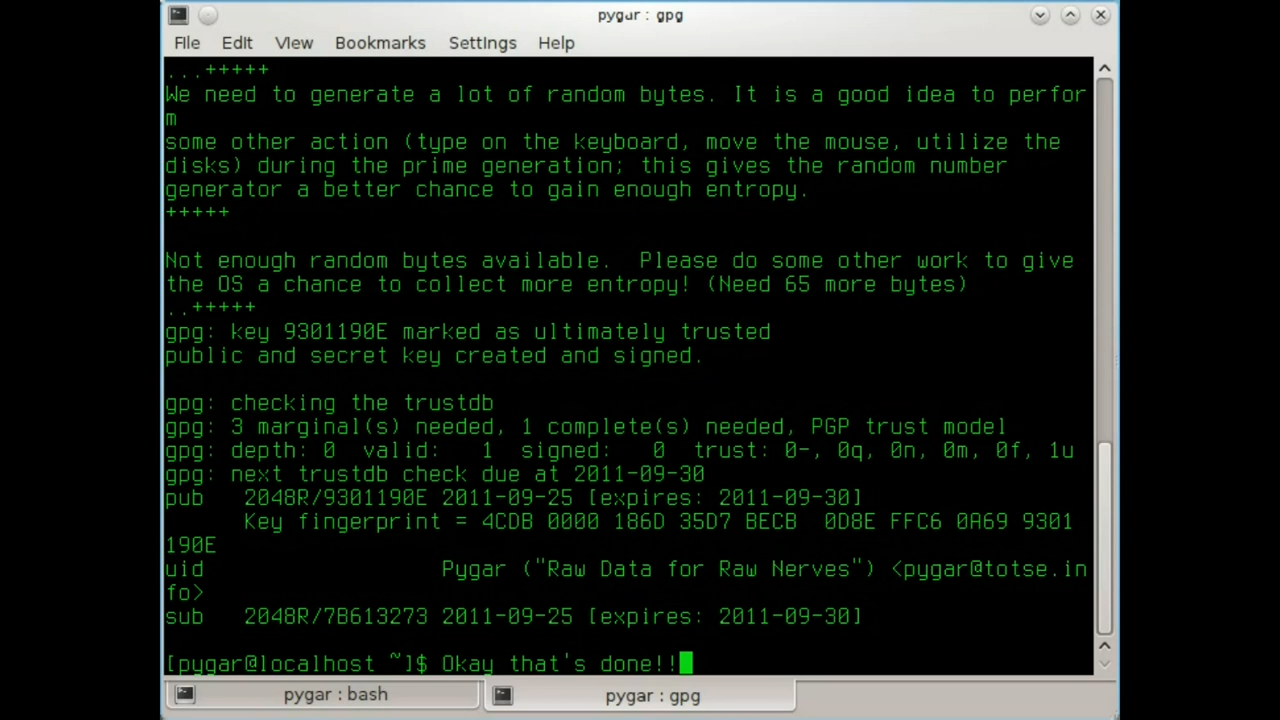 pygar : gpg
File Edit View Bookmarks Settings Help
...+++++
We need to generate a lot of random bytes. It is a good idea to perfor
m
some other action (type on the keyboard, move the mouse, utilize the
disks) during the prime generation; this gives the random number
generator a better chance to gain enough entropy.
+++++
Not enough random bytes available.  Please do some other work to give
the OS a chance to collect more entropy! (Need 65 more bytes)
..+++++
gpg: key 9301190E marked as ultimately trusted
public and secret key created and signed.
gpg: checking the trustdb
gpg: 3 marginal(s) needed, 1 complete(s) needed, PGP trust model
gpg: depth: 0  valid:   1  signed:   0  trust: 0-, 0q, 0n, 0m, 0f, 1u
gpg: next trustdb check due at 2011-09-30
pub   2048R/9301190E 2011-09-25 [expires: 2011-09-30]
Key fingerprint = 4CDB 0000 186D 35D7 BECB  0D8E FFC6 0A69 9301
190E
uid                  Pygar ("Raw Data for Raw Nerves") <pygar@totse.in
fo>
sub   2048R/7B613273 2011-09-25 [expires: 2011-09-30]
[pygar@localhost ~]$ Okay that's done!!
pygar : bash
pygar : gpg